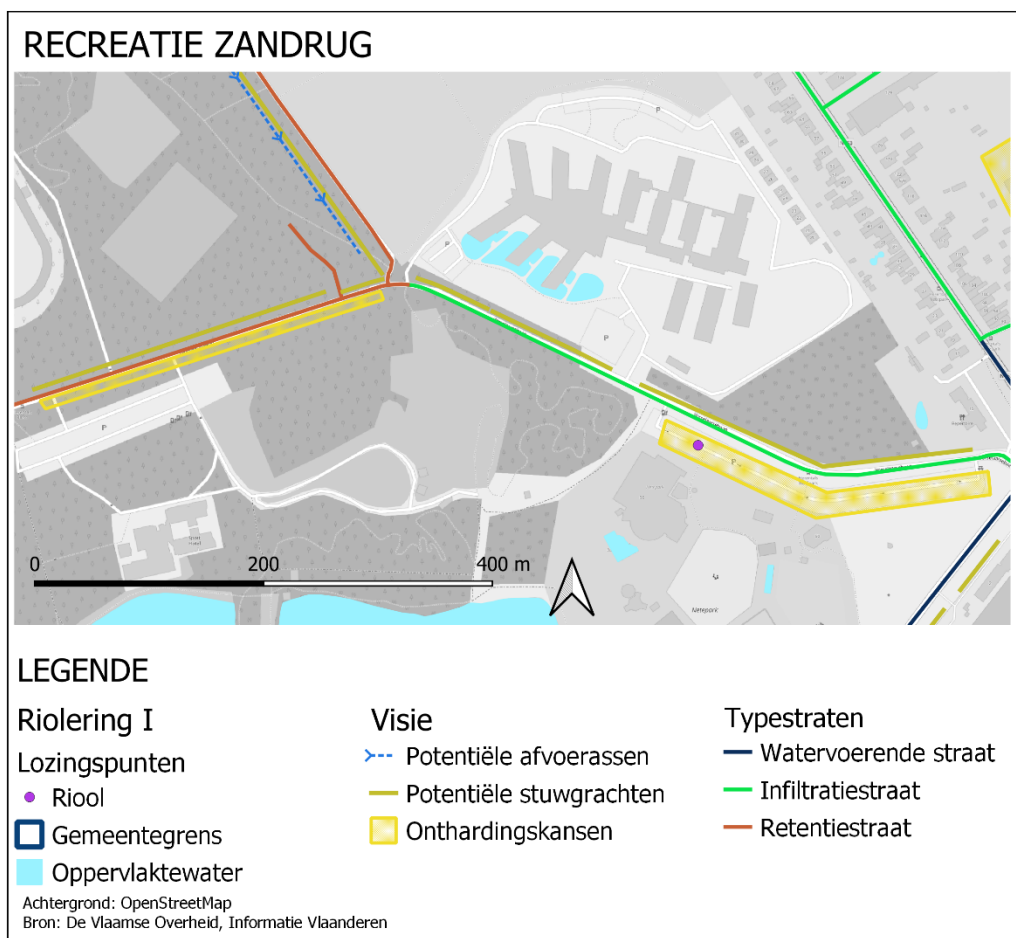 RECREATIE ZANDRUG
P
P
P
P
P
Netepark
0 200 400 m
LEGENDE
Riolering I
Lozingspunten
Riool
Gemeentegrens
Oppervlaktewater
Visie
Potentiële afvoerassen
Potentiële stuwgrachten
Onthardingskansen
Typestraten
Watervoerende straat
Infiltratiestraat
Retentiestraat
Achtergrond: OpenStreetMap
Bron: De Vlaamse Overheid, Informatie Vlaanderen